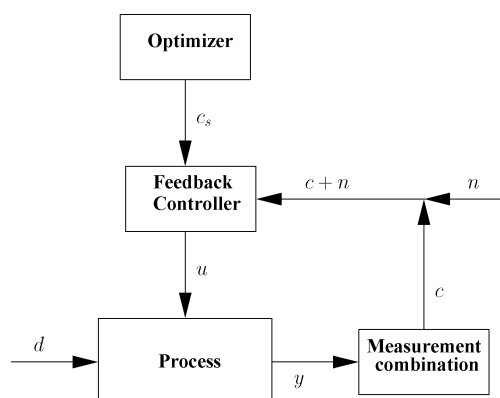 Optimizer
c_s
Feedback
Controller
c + n
n
u
c
d
Process
y
Measurement
combination